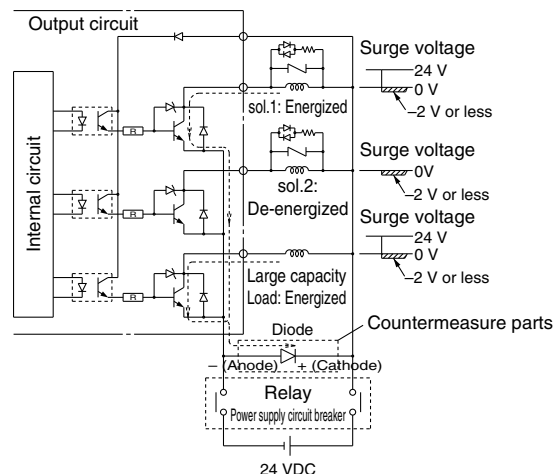 Output circuit
Internal circuit
R
R
R
sol.1: Energized
sol.2:
De-energized
Large capacity
Load: Energized
Surge voltage
24 V
0 V
–2 V or less
Surge voltage
0V
–2 V or less
Surge voltage
24 V
0 V
–2 V or less
Countermeasure parts
Diode
– (Anode) + (Cathode)
Relay
Power supply circuit breaker
24 VDC